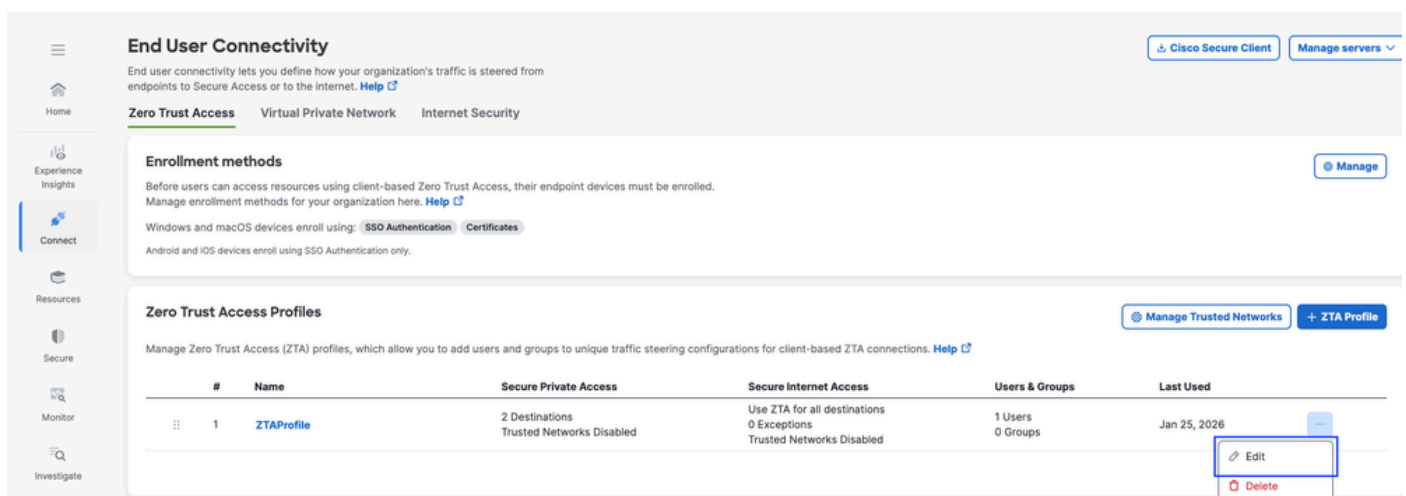 End User Connectivity
Cisco Secure Client
Manage servers
End user connectivity lets you define how your organization's traffic is steered from
endpoints to Secure Access or to the internet. Help
Home
Zero Trust Access
Virtual Private Network
Internet Security
Experience
Insights
Connect
Resources
Secure
Monitor
Investigate
Enrollment methods
Manage
Before users can access resources using client-based Zero Trust Access, their endpoint devices must be enrolled.
Manage enrollment methods for your organization here. Help
Windows and macOS devices enroll using: SSO Authentication Certificates
Android and iOS devices enroll using SSO Authentication only.
Zero Trust Access Profiles
Manage Trusted Networks
+ ZTA Profile
Manage Zero Trust Access (ZTA) profiles, which allow you to add users and groups to unique traffic steering configurations for client-based ZTA connections. Help
# Name Secure Private Access Secure Internet Access Users & Groups Last Used
1 ZTAProfile
2 Destinations
Trusted Networks Disabled
Use ZTA for all destinations
0 Exceptions
Trusted Networks Disabled
1 Users
0 Groups
Jan 25, 2026
...
Edit
Delete